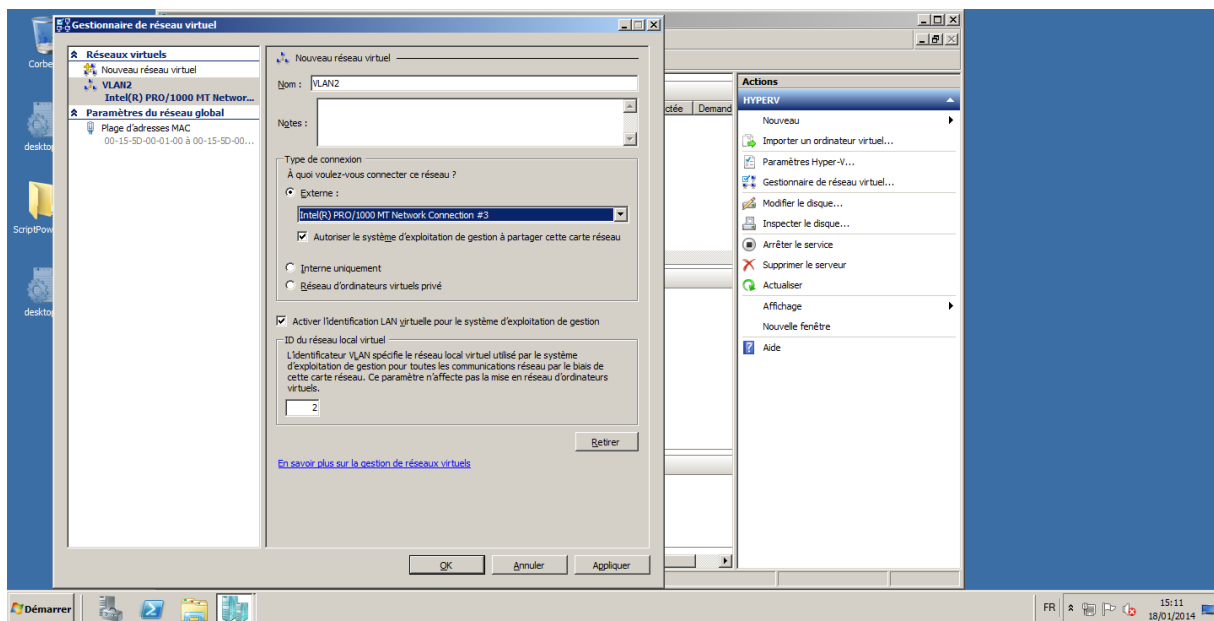 Gestionnaire de réseau virtuel
Réseaux virtuels
Nouveau réseau virtuel
VLAN2
Intel(R) PRO/1000 MT Networ...
Paramètres du réseau global
Plage d'adresses MAC
00-15-5D-00-01-00 à 00-15-5D-00...
Nouveau réseau virtuel
Nom :
VLAN2
Notes :
Type de connexion
À quoi voulez-vous connecter ce réseau ?
Externe :
Intel(R) PRO/1000 MT Network Connection #3
Autoriser le système d'exploitation de gestion à partager cette carte réseau
Interne uniquement
Réseau d'ordinateurs virtuels privé
Activer l'identification LAN virtuelle pour le système d'exploitation de gestion
ID du réseau local virtuel
L'identificateur VLAN spécifie le réseau local virtuel utilisé par le système
d'exploitation de gestion pour toutes les communications réseau par le biais de
cette carte réseau. Ce paramètre n'affecte pas la mise en réseau d'ordinateurs
virtuels.
2
Retirer
En savoir plus sur la gestion de réseaux virtuels
OK
Annuler
Appliquer
Corbe
desktop
ScriptPow
desktop
ctée
Demand
Actions
HYPERV
Nouveau
Importer un ordinateur virtuel...
Paramètres Hyper-V...
Gestionnaire de réseau virtuel...
Modifier le disque...
Inspecter le disque...
Arrêter le service
Supprimer le serveur
Actualiser
Affichage
Nouvelle fenêtre
Aide
Démarrer
FR
15:11
18/01/2014